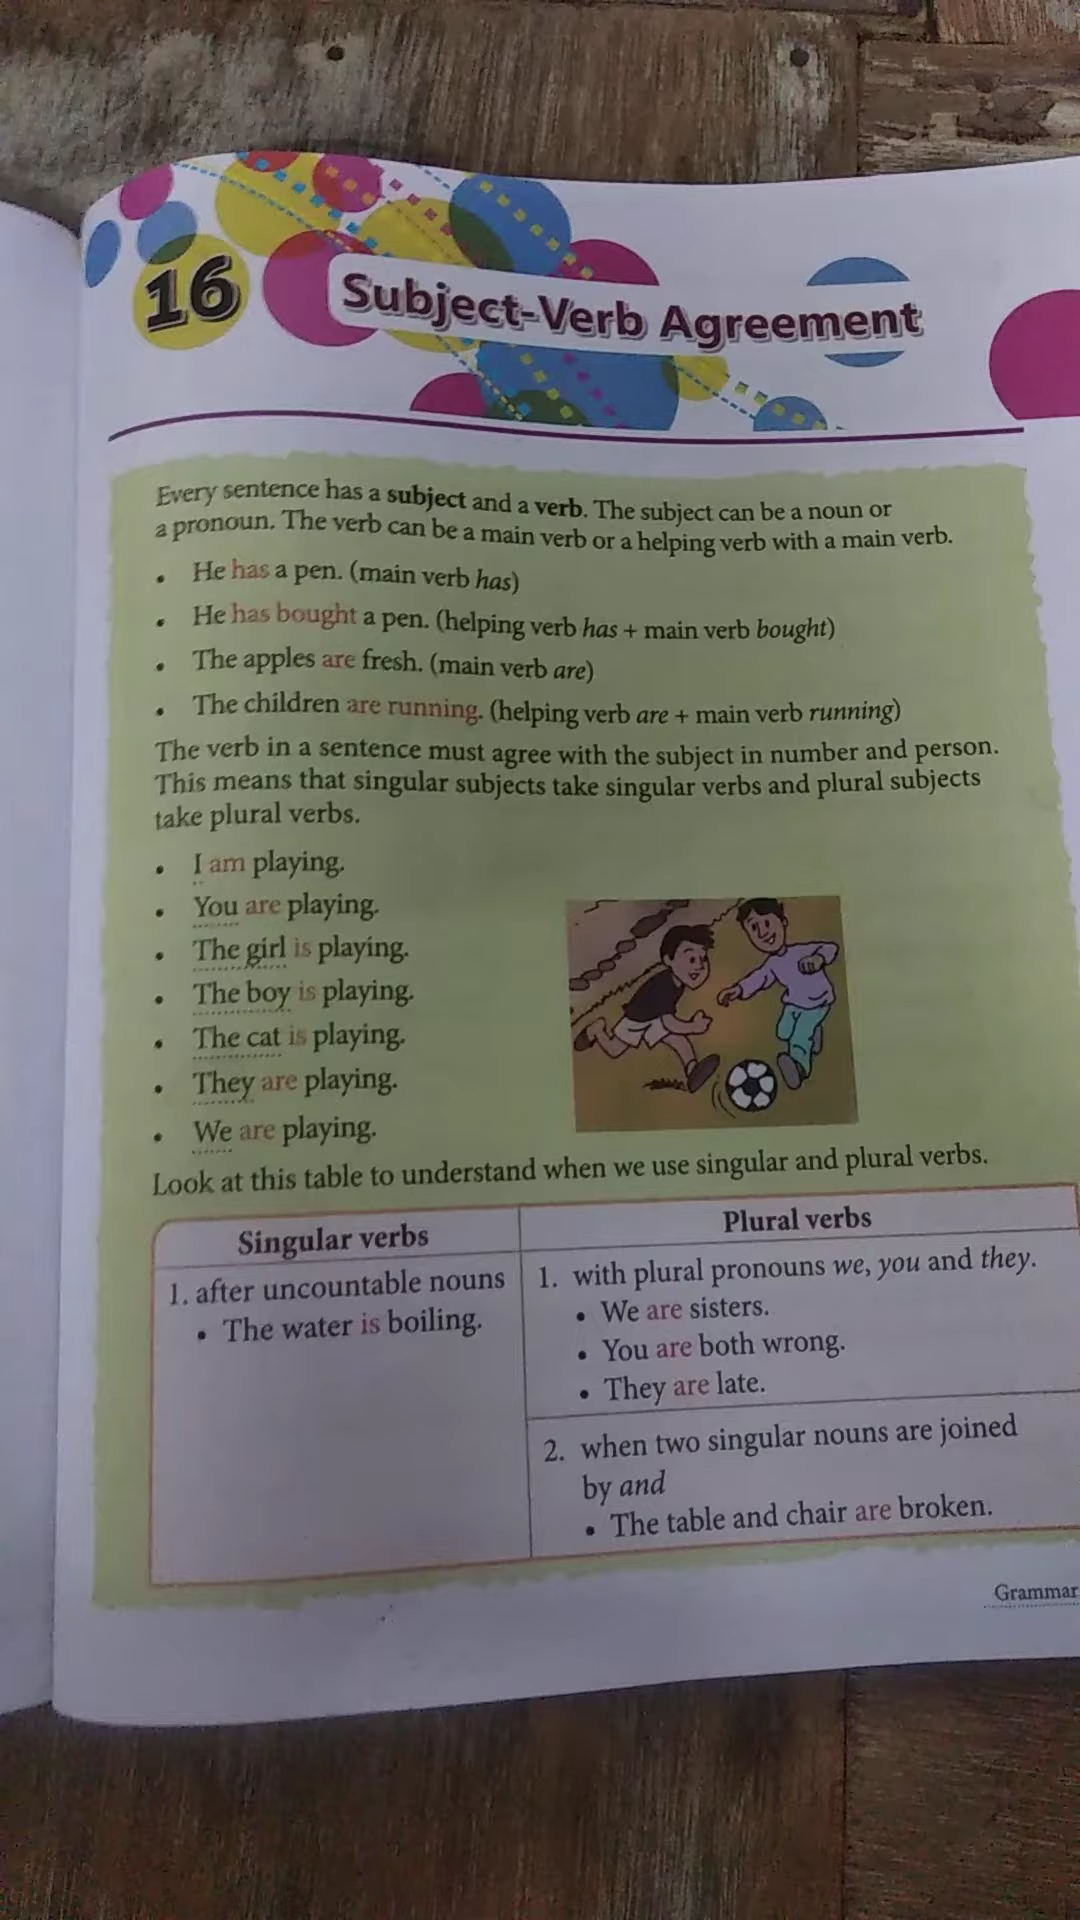 16
Subject-Verb Agreement
Every sentence has a subject and a verb. The subject can be a noun or
a pronoun. The verb can be a main verb or a helping verb with a main verb.
• He has a pen. (main verb has)
• He has bought a pen. (helping verb has + main verb bought)
• The apples are fresh. (main verb are)
• The children are running. (helping verb are + main verb running)
The verb in a sentence must agree with the subject in number and person.
This means that singular subjects take singular verbs and plural subjects
take plural verbs.
• I am playing.
• You are playing.
• The girl is playing.
• The boy is playing.
• The cat is playing.
• They are playing.
• We are playing.
Look at this table to understand when we use singular and plural verbs.
Singular verbs
1. after uncountable nouns
• The water is boiling.
Plural verbs
1. with plural pronouns we, you and they.
• We are sisters.
• You are both wrong.
• They are late.
2. when two singular nouns are joined
by and
• The table and chair are broken.
Grammar